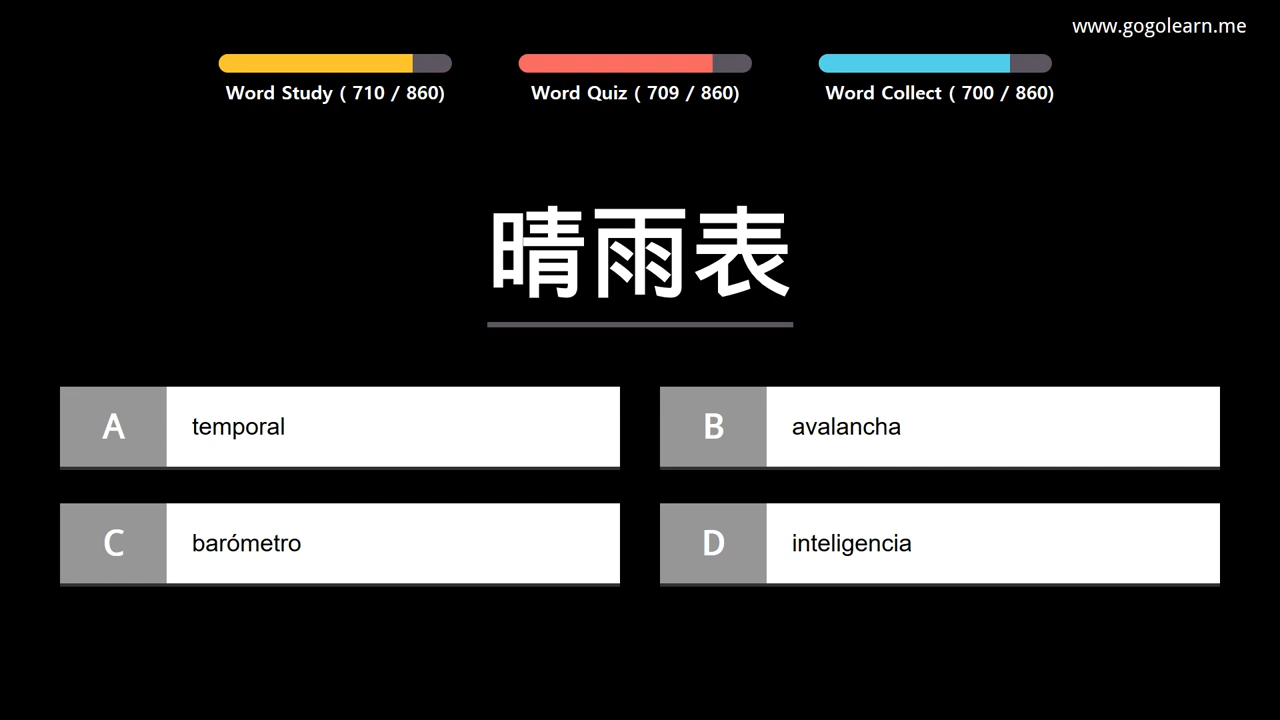 www.gogolearn.me
Word Study ( 710 / 860)
Word Quiz ( 709 / 860)
Word Collect ( 700 / 860)
晴雨表
A temporal
B avalancha
C barómetro
D inteligencia